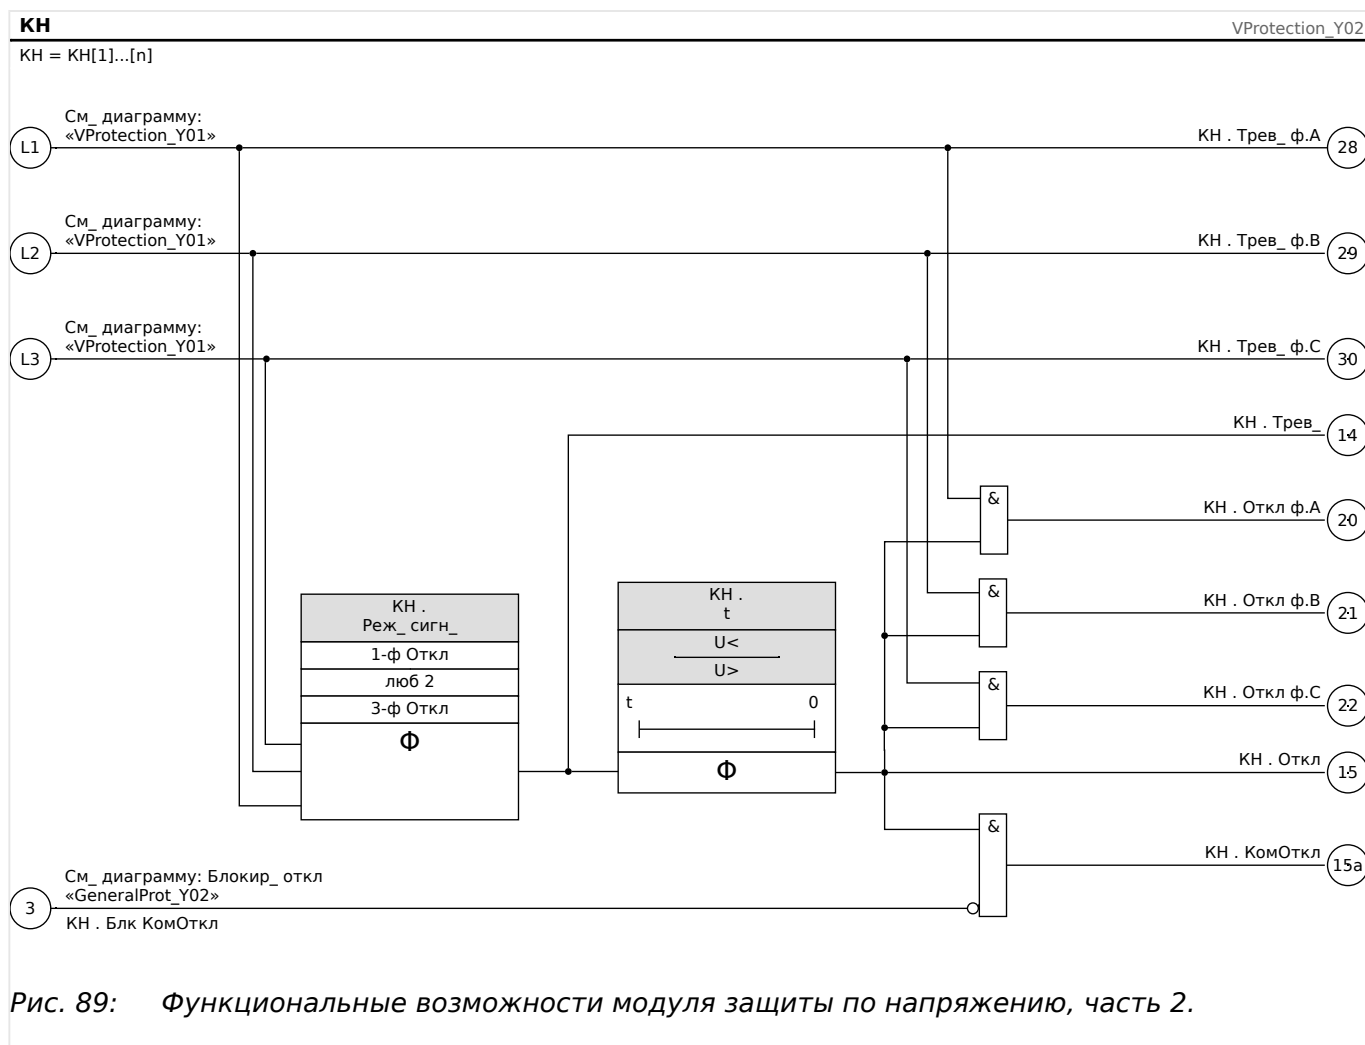 КН
VProtection_Y02
КН = КН[1]...[n]
См_ диаграмму:
«VProtection_Y01»
L1
КН . Трев_ ф.A
28
См_ диаграмму:
«VProtection_Y01»
L2
КН . Трев_ ф.B
29
См_ диаграмму:
«VProtection_Y01»
L3
КН . Трев_ ф.C
30
КН . Трев_
14
&
КН . Откл ф.A
20
&
КН . Откл ф.B
21
КН .
Реж_ сигн_
1-ф Откл
люб 2
3-ф Откл
Ф
КН .
t
U<
U>
t 0
Ф
&
КН . Откл ф.C
22
КН . Откл
15
&
КН . КомОткл
15a
См_ диаграмму: Блокир_ откл
«GeneralProt_Y02»
3
КН . Блк КомОткл
Рис. 89: Функциональные возможности модуля защиты по напряжению, часть 2.